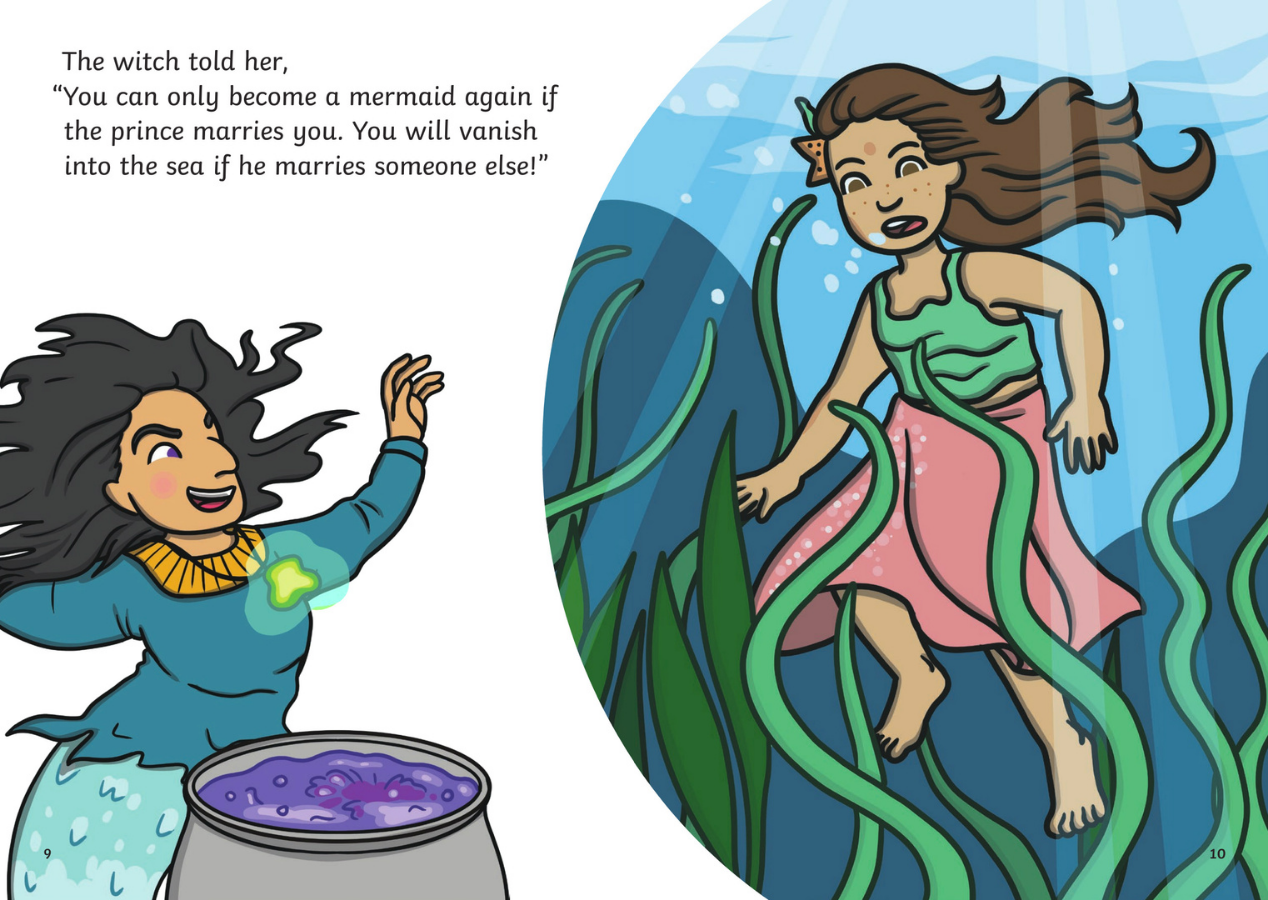 The witch told her,
“You can only become a mermaid again if
the prince marries you. You will vanish
into the sea if he marries someone else!”
9
10